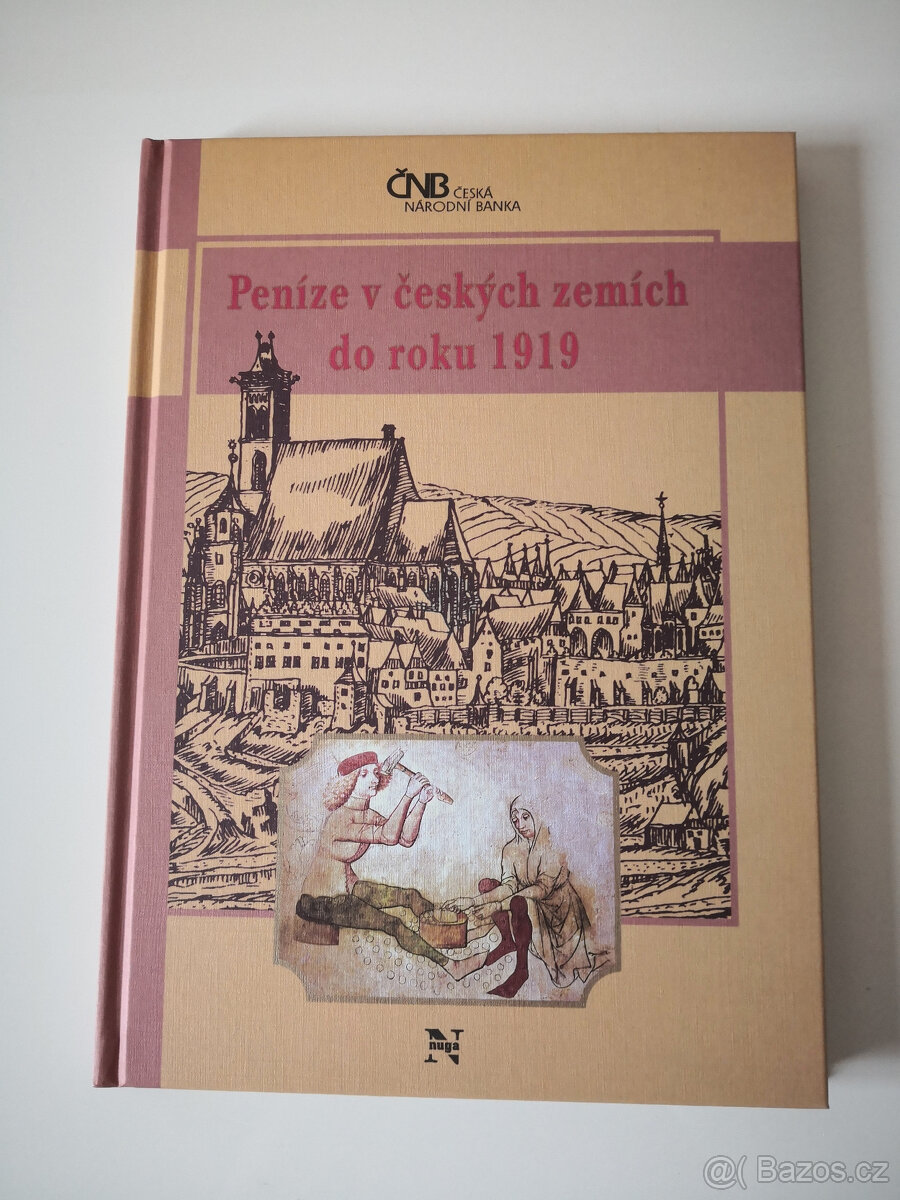 ČNB ČESKÁ
NÁRODNÍ BANKA
Peníze v českých zemích
do roku 1919
N
nuga
@( Bazos.cz